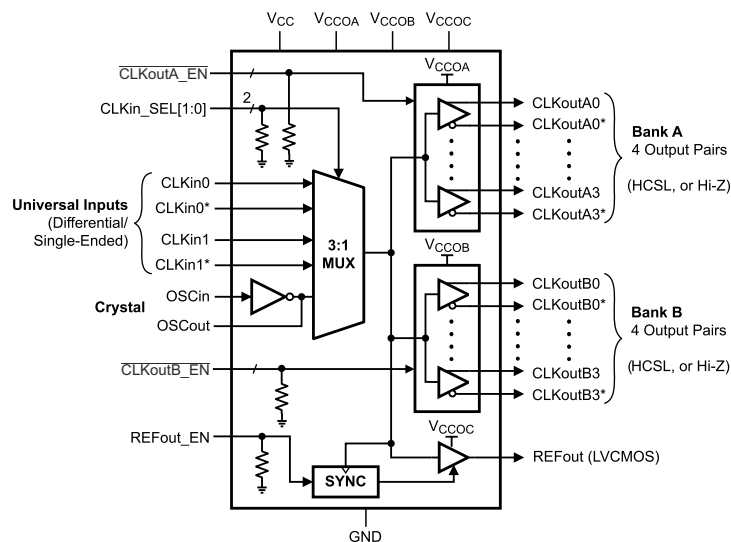 VCC VCCOA VCCOB VCCOC
CLKoutA_EN
CLKin_SEL[1:0]
2
VCCOA
CLKoutA0
CLKoutA0*
CLKoutA3
CLKoutA3*
Bank A
4 Output Pairs
(HCSL, or Hi-Z)
Universal Inputs
(Differential/
Single-Ended)
CLKin0
CLKin0*
CLKin1
CLKin1*
3:1
MUX
Crystal
OSCin
OSCout
VCCOB
CLKoutB0
CLKoutB0*
CLKoutB3
CLKoutB3*
Bank B
4 Output Pairs
(HCSL, or Hi-Z)
CLKoutB_EN
REFout_EN
SYNC
VCCOC
REFout (LVCMOS)
GND